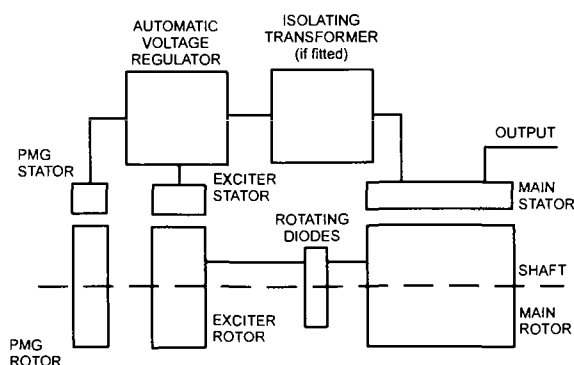 AUTOMATIC
VOLTAGE
REGULATOR
ISOLATING
TRANSFORMER
(if fitted)
OUTPUT
PMG
STATOR
EXCITER
STATOR
MAIN
STATOR
ROTATING
DIODES
SHAFT
EXCITER
ROTOR
MAIN
ROTOR
PMG
ROTOR